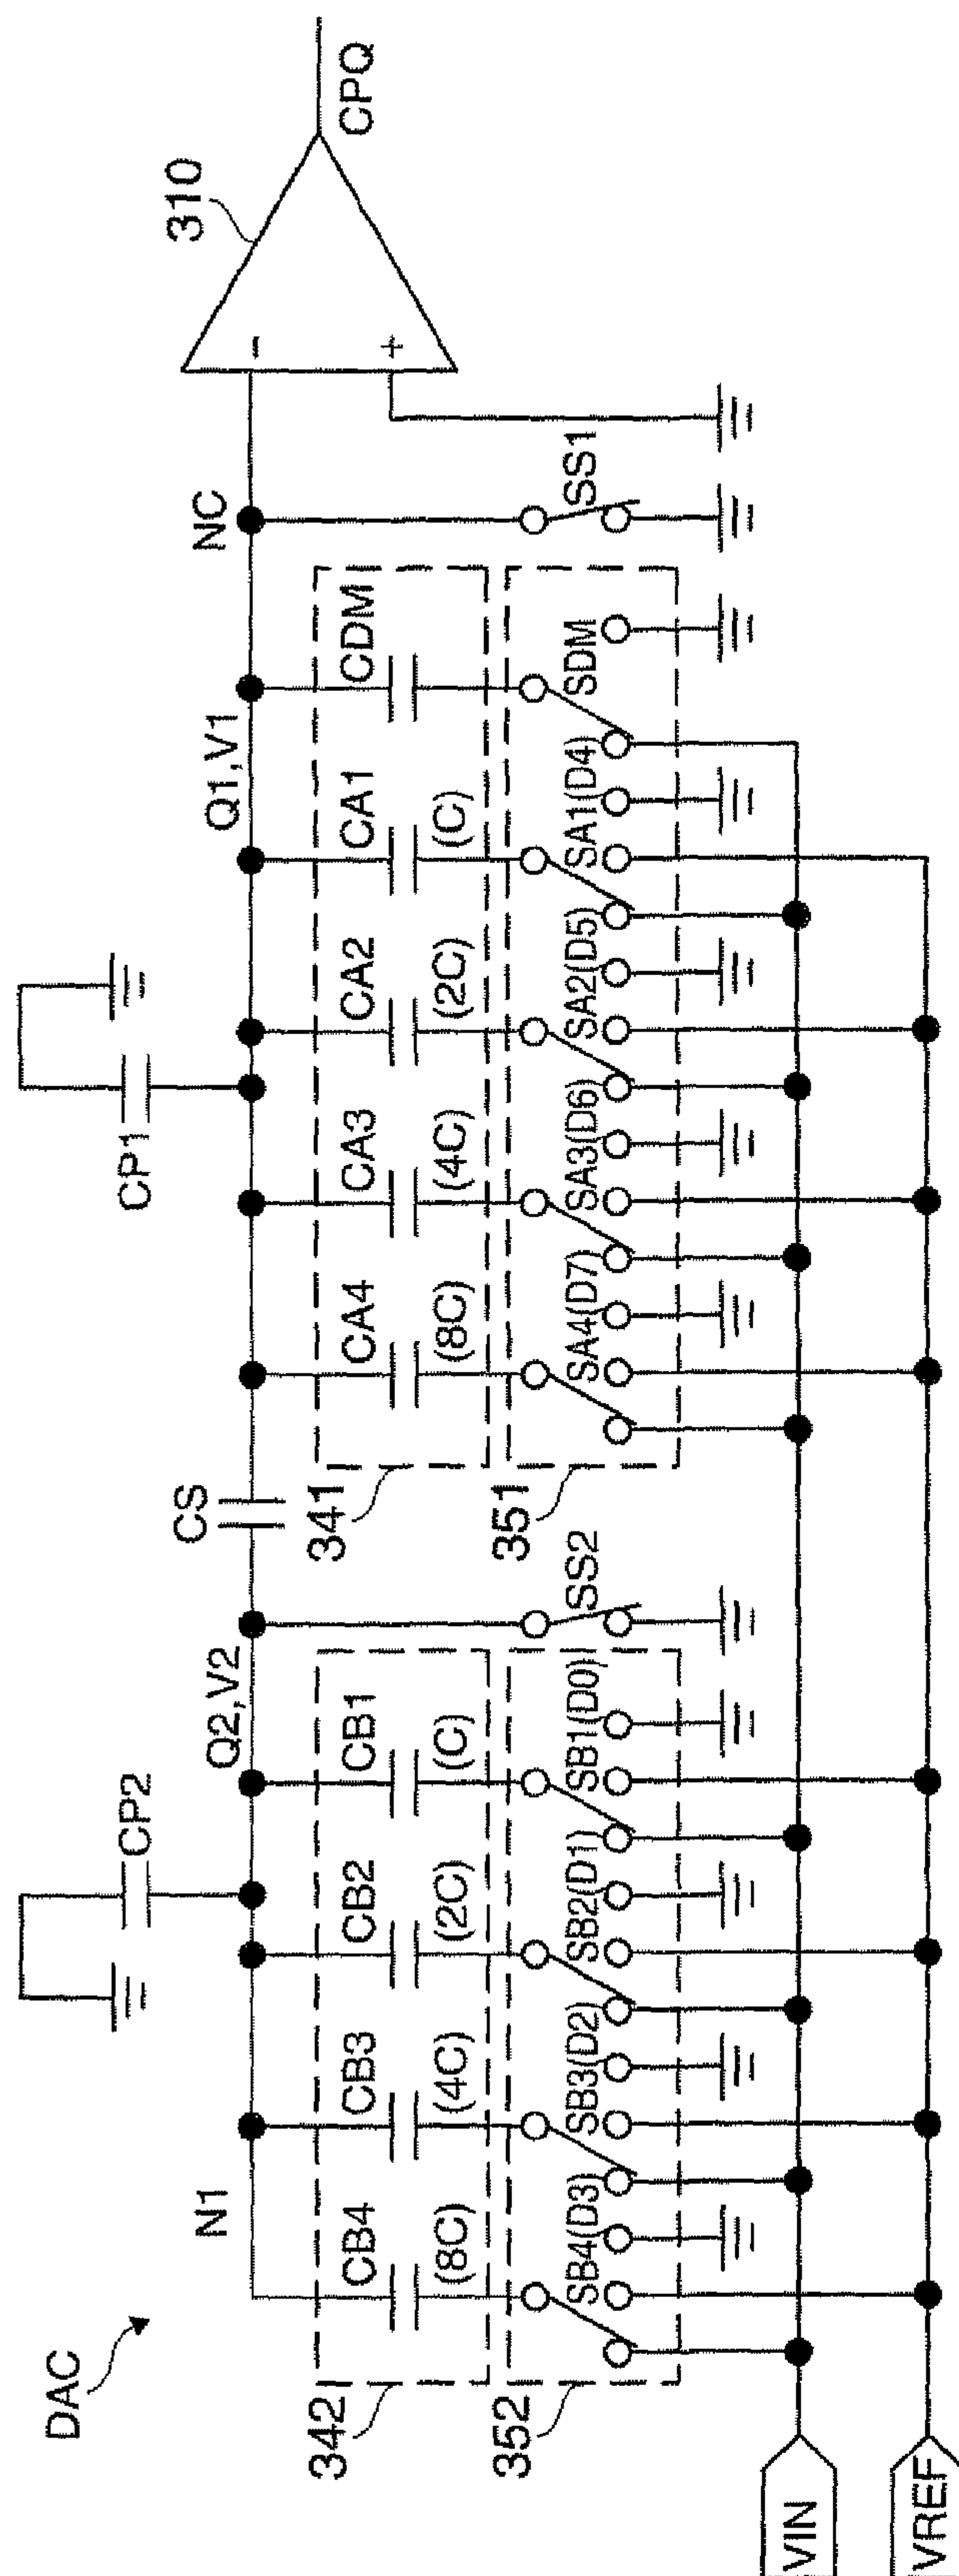 DAC
N1
CP2
Q2,V2
CS
CP1
Q1,V1
NC
310
CPQ
CB4
CB3
CB2
CB1
CA4
CA3
CA2
CA1
CDM
-
+
(8C)
(4C)
(2C)
(C)
(8C)
(4C)
(2C)
(C)
342
341
SB4(D3)
SB3(D2)
SB2(D1)
SB1(D0)
SS2
SA4(D7)
SA3(D6)
SA2(D5)
SA1(D4)
SDM
SS1
352
351
VIN
VREF